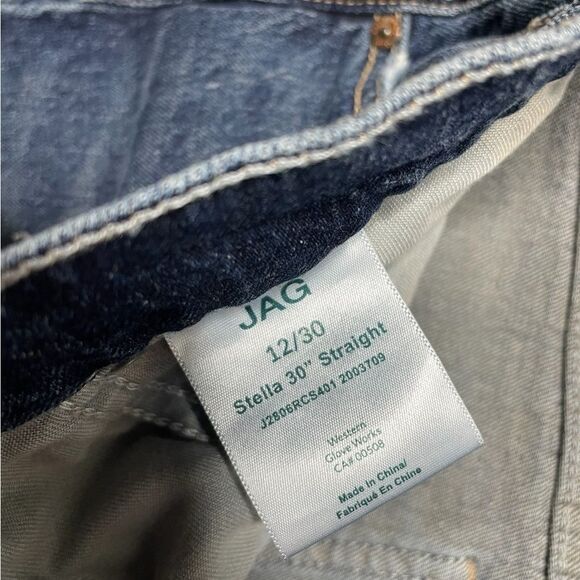 JAG
12/30
Stella 30" Straight
J2806RCS401 2003709
Western
Glove Works
CA# 00508
Made In China/
Fabriqué En Chine